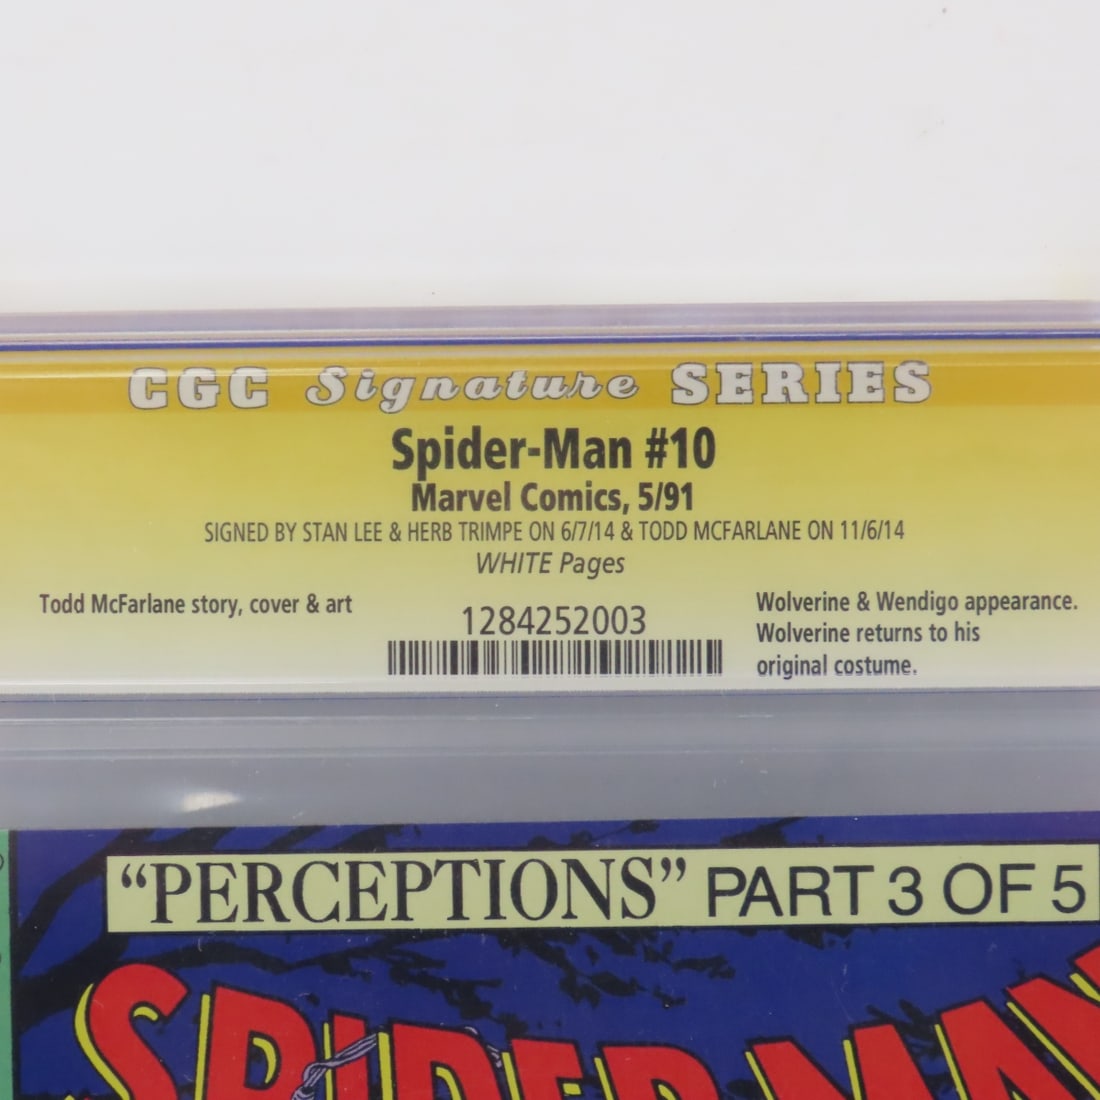 CGC Signature SERIES
Spider-Man #10
Marvel Comics, 5/91
SIGNED BY STAN LEE & HERB TRIMPE ON 6/7/14 & TODD MCFARLANE ON 11/6/14
WHITE Pages
Todd McFarlane story, cover & art
1284252003
Wolverine & Wendigo appearance.
Wolverine returns to his
original costume.
“PERCEPTIONS” PART 3 OF 5
SPIDER-MAN